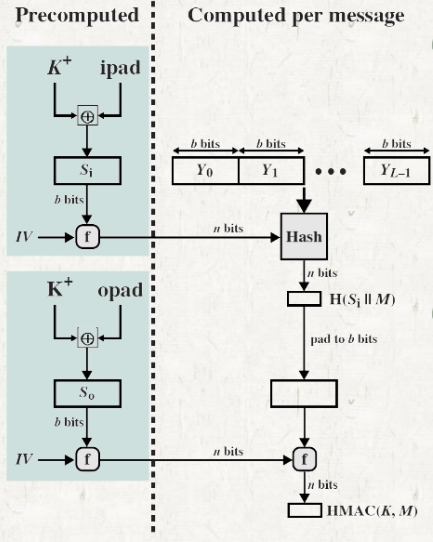 Precomputed
Computed per message
K+ ipad
⊕
Si
b bits
IV
f
n bits
b bits b bits b bits
Y0 Y1 • • • YL–1
Hash
n bits
H(Si || M)
pad to b bits
K+ opad
⊕
So
b bits
IV
f
n bits
f
n bits
HMAC(K, M)